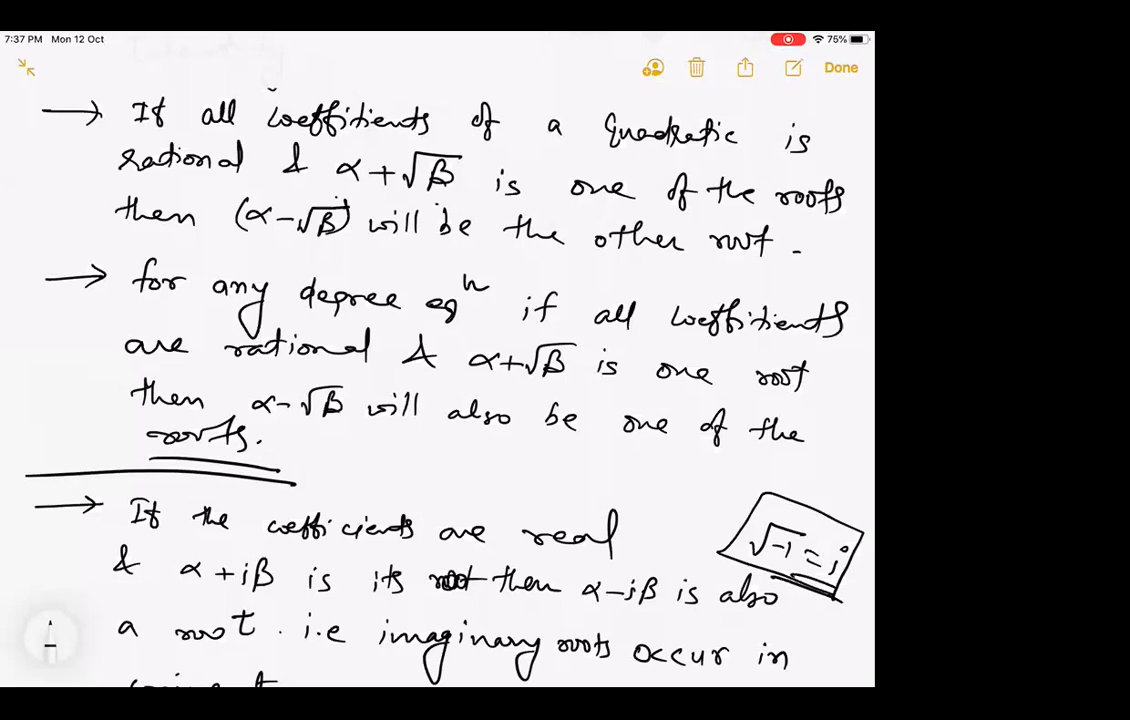 7:37 PM Mon 12 Oct 75%
Done
→ If all coeffitients of a quadratic is
rational & α+√β is one of the roots
then (α-√β) will be the other root.
→ for any degree eqⁿ if all coeffitients
are rational & α+√β is one root
then α-√β will also be one of the
roots.
→ If the coefficients are real
√-1 = i
& α+iβ is its root then α-iβ is also
a root. i.e imaginary roots occur in